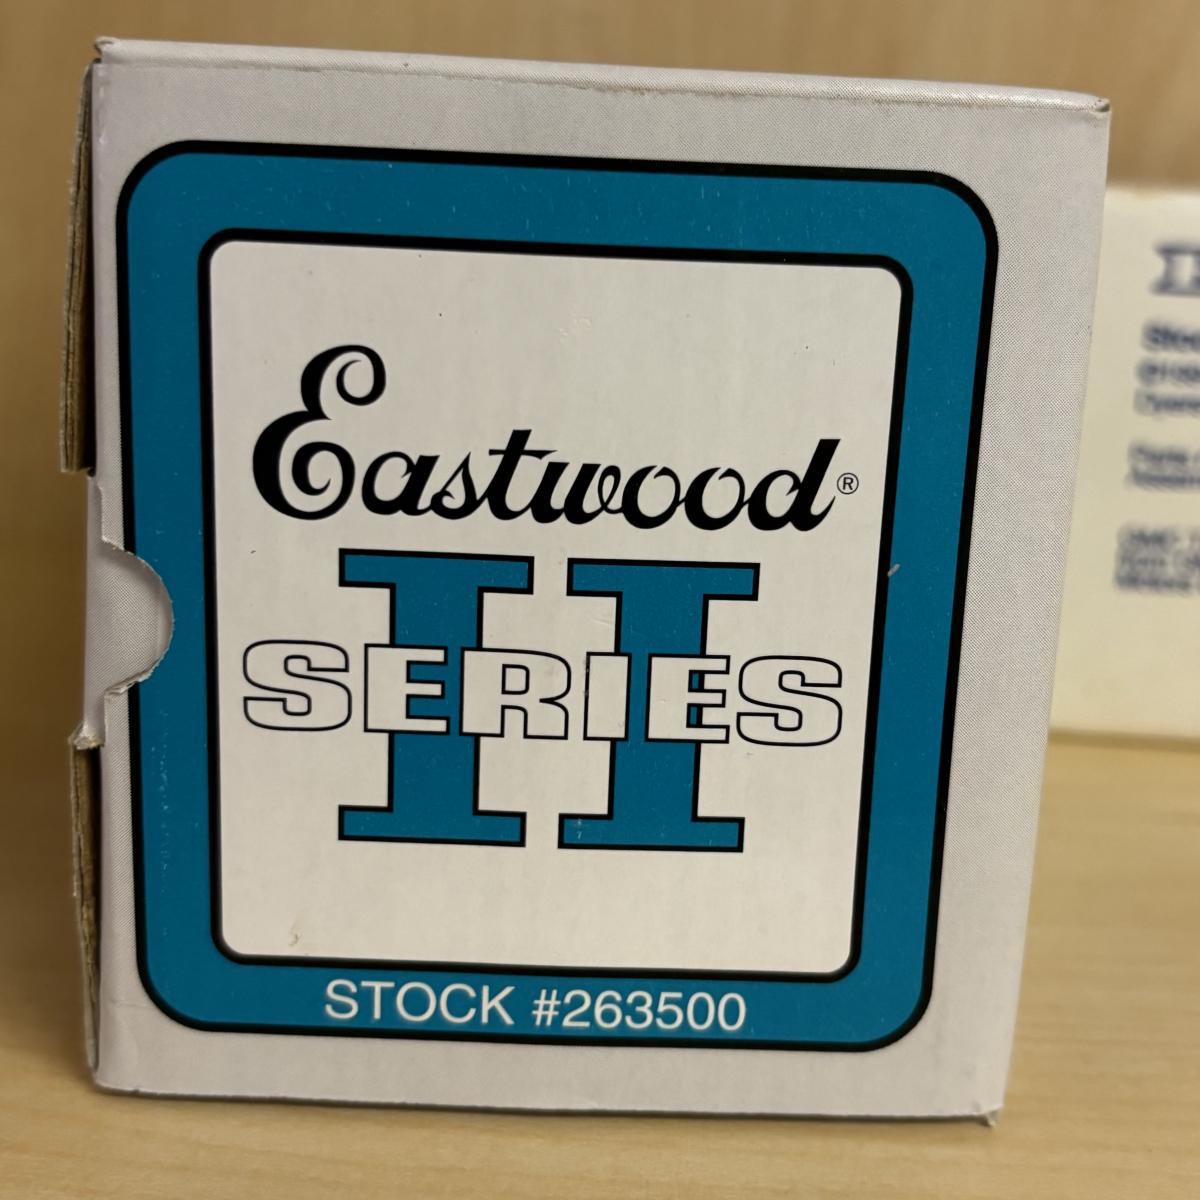 Eastwood®
II
SERIES
STOCK #263500